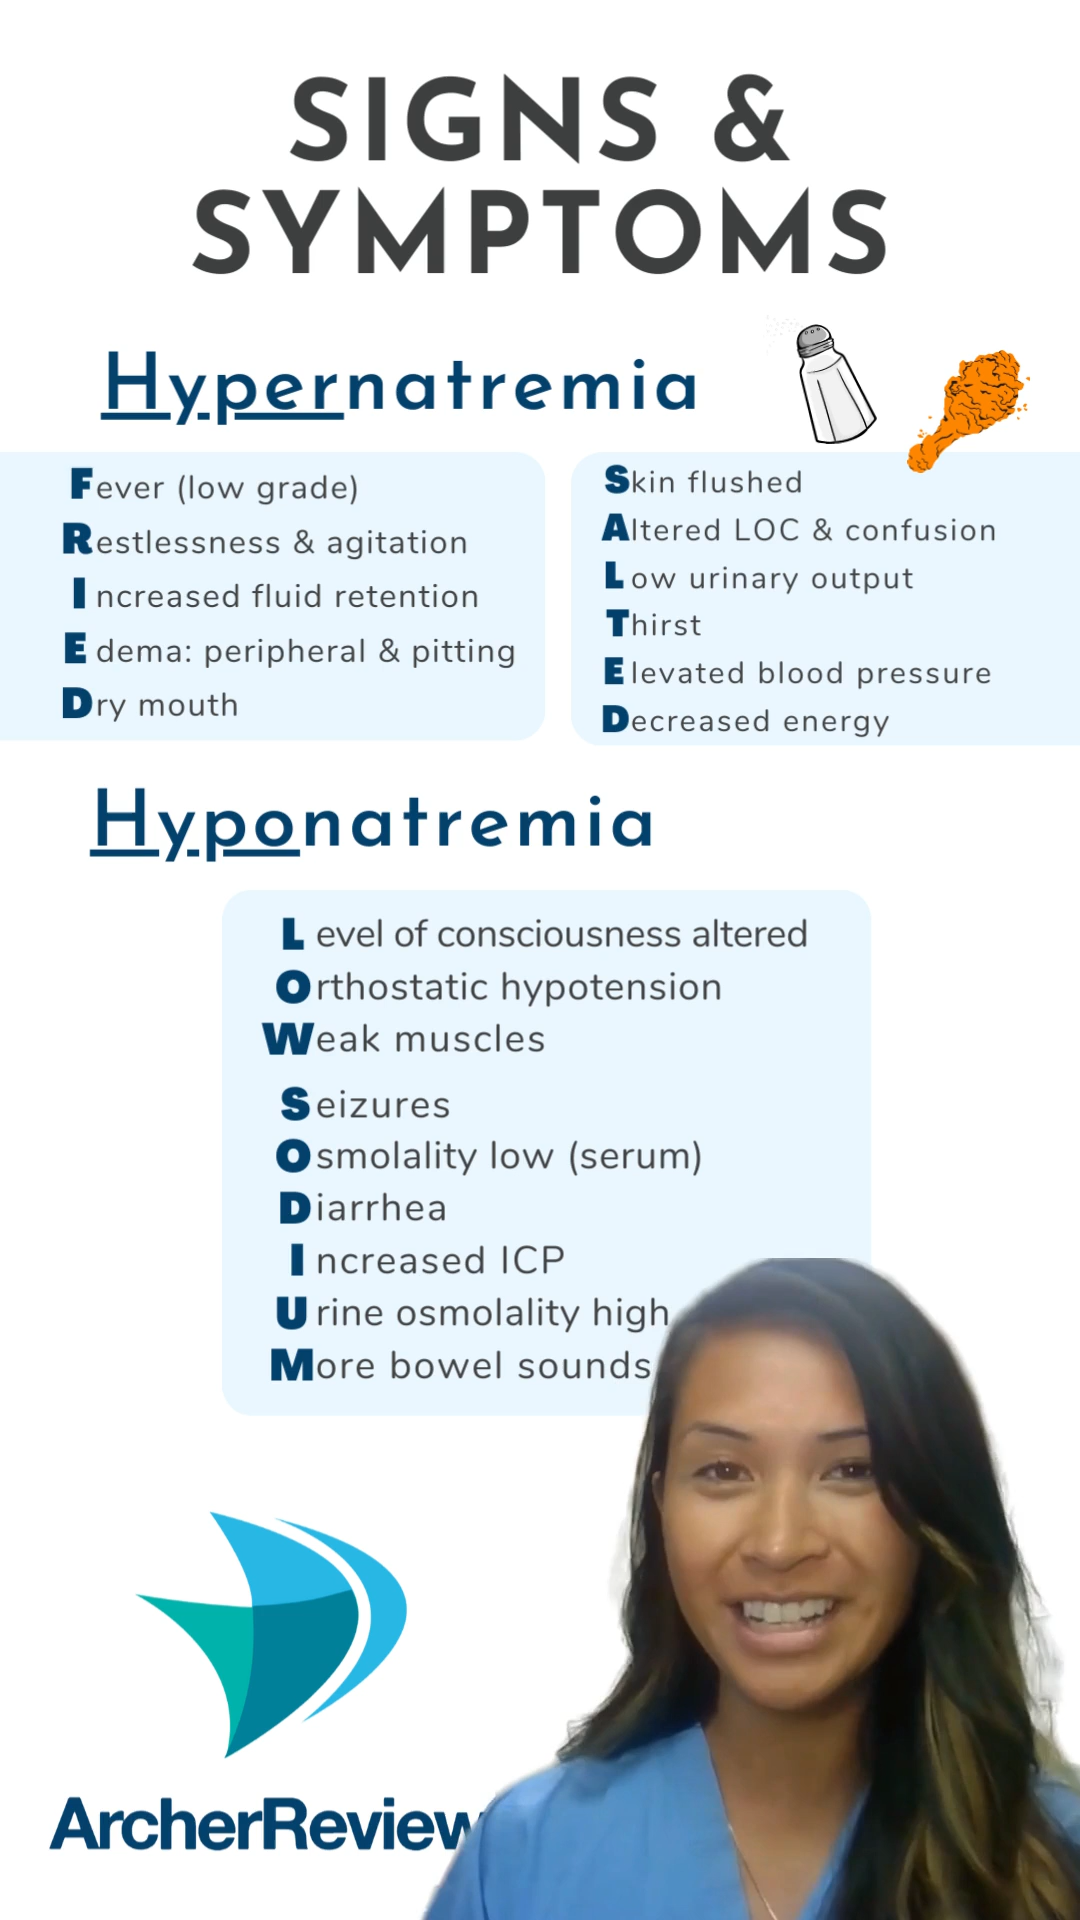 SIGNS &
SYMPTOMS
Hypernatremia
Fever (low grade)
Restlessness & agitation
Increased fluid retention
Edema: peripheral & pitting
Dry mouth
Skin flushed
Altered LOC & confusion
Low urinary output
Thirst
Elevated blood pressure
Decreased energy
Hyponatremia
Level of consciousness altered
Orthostatic hypotension
Weak muscles
Seizures
Osmolality low (serum)
Diarrhea
Increased ICP
Urine osmolality high
More bowel sounds
ArcherReview